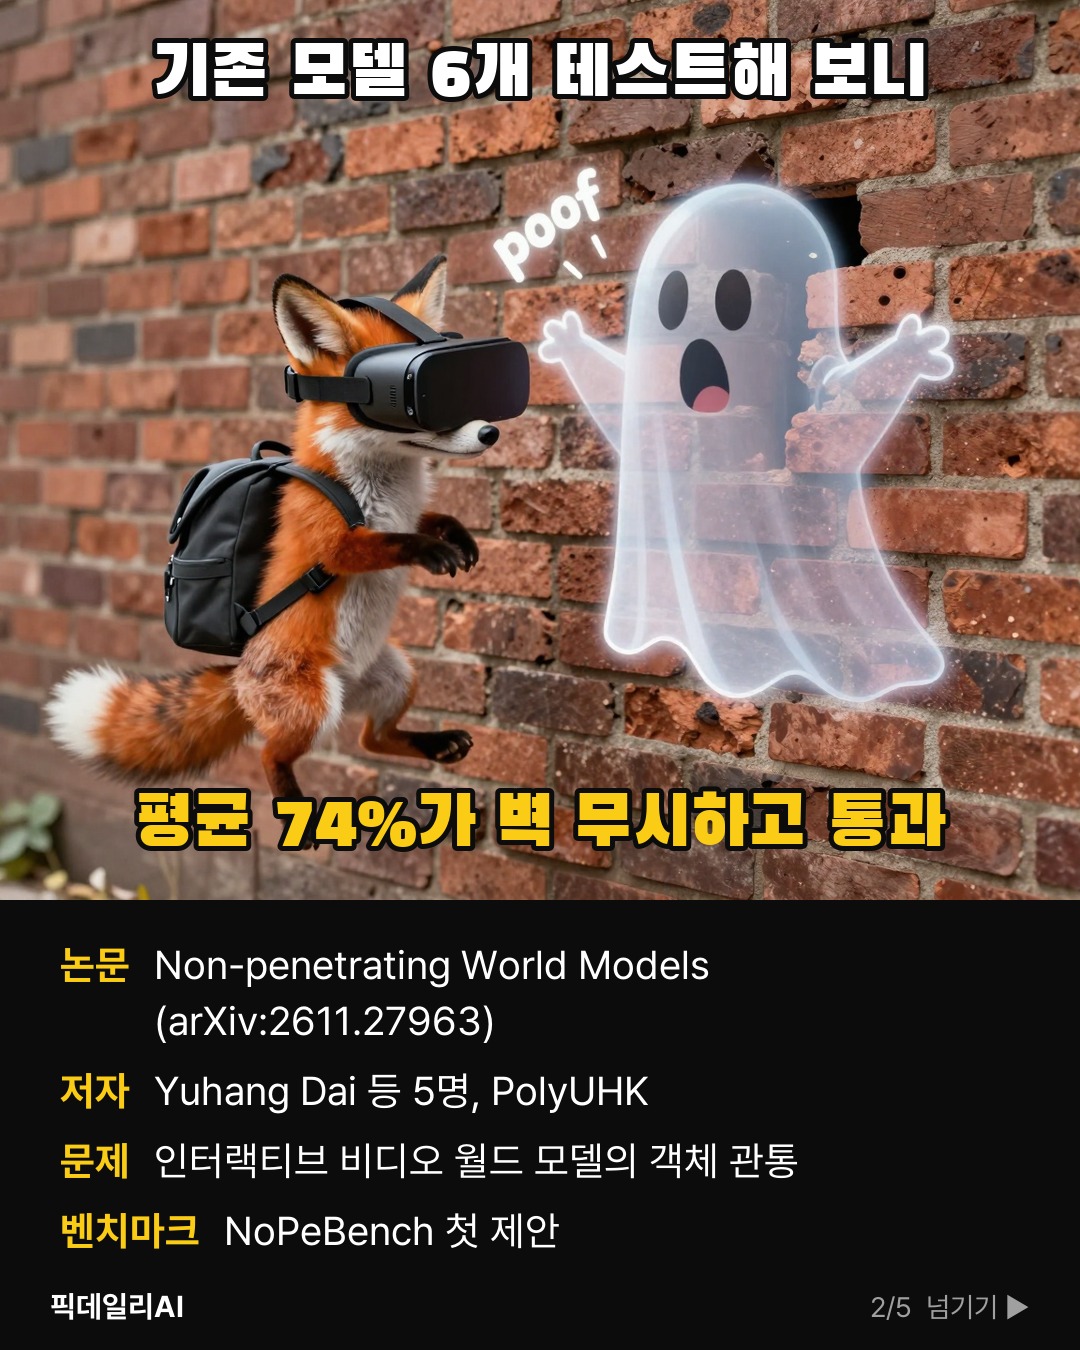 기존 모델 6개 테스트해 보니
poof
평균 74%가 벽 무시하고 통과
논문 Non-penetrating World Models
(arXiv:2611.27963)
저자 Yuhang Dai 등 5명, PolyUHK
문제 인터랙티브 비디오 월드 모델의 객체 관통
벤치마크 NoPeBench 첫 제안
픽데일리AI
2/5 넘기기 ▶